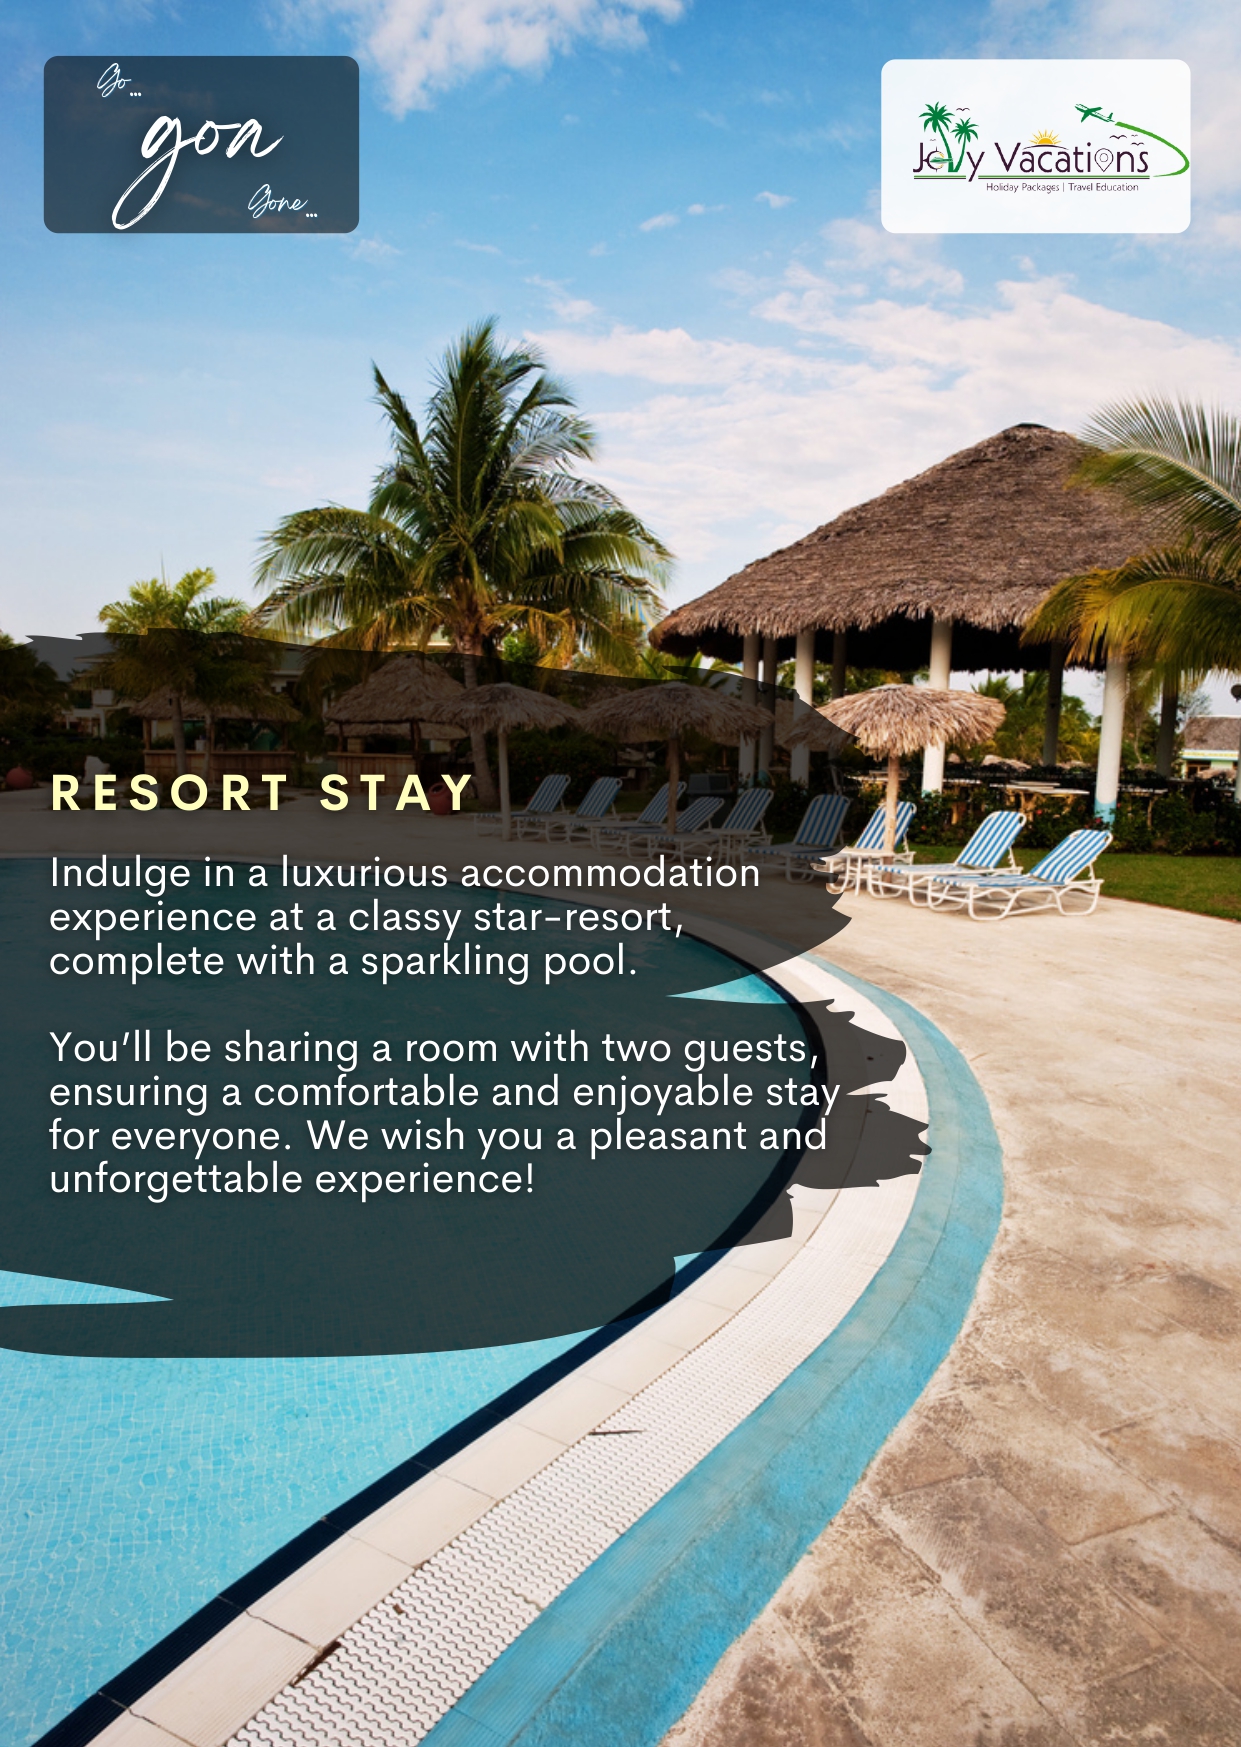 Go...
goa
Gone...
Jolly Vacations
Holiday Packages | Travel Education
RESORT STAY
Indulge in a luxurious accommodation
experience at a classy star-resort,
complete with a sparkling pool.
You’ll be sharing a room with two guests,
ensuring a comfortable and enjoyable stay
for everyone. We wish you a pleasant and
unforgettable experience!